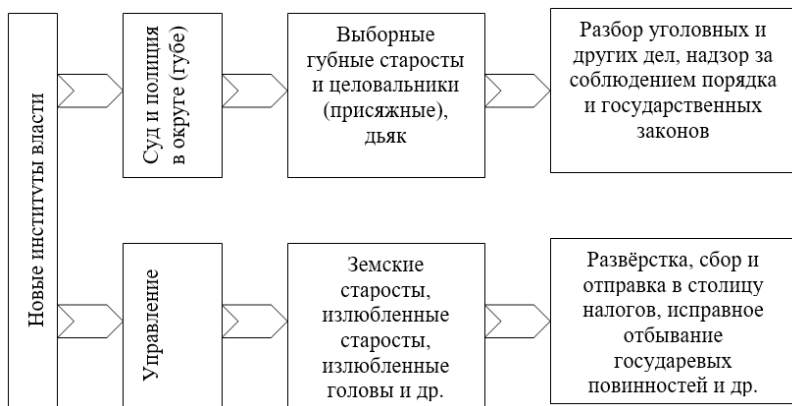 Новые институты власти
Суд и полиция
в округе (губе)
Выборные
губные старосты
и целовальники
(присяжные),
дьяк
Разбор уголовных и
других дел, надзор за
соблюдением порядка
и государственных
законов
Управление
Земские
старосты,
излюбленные
старосты,
излюбленные
головы и др.
Развёрстка, сбор и
отправка в столицу
налогов, исправное
отбывание
государевых
повинностей и др.